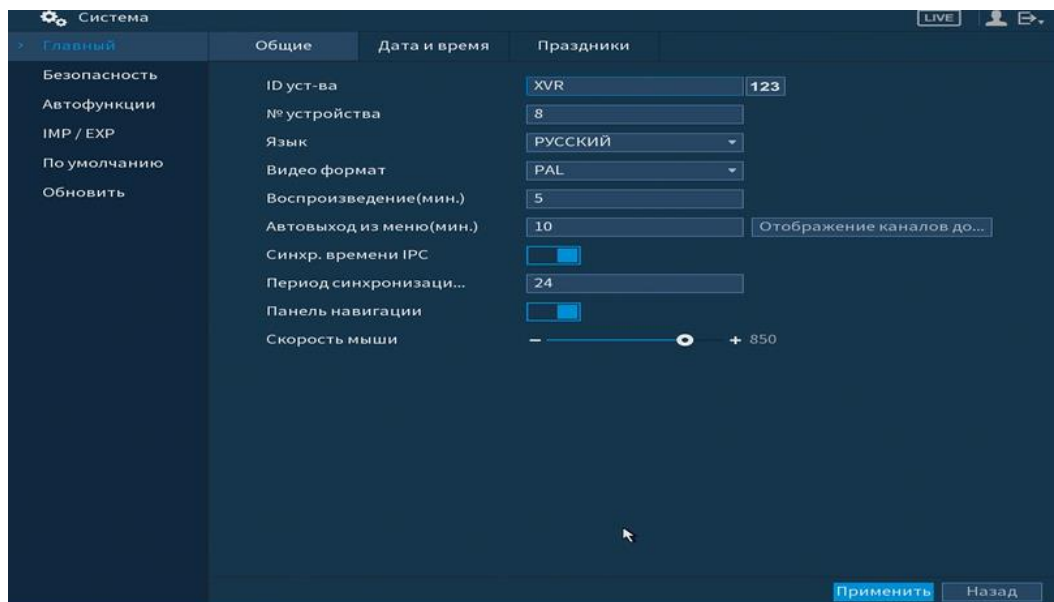 Система
LIVE
Главный
Общие
Дата и время
Праздники
Безопасность
Автофункции
IMP / EXP
По умолчанию
Обновить
ID уст-ва
XVR
123
№ устройства
8
Язык
РУССКИЙ
Видео формат
PAL
Воспроизведение(мин.)
5
Автовыход из меню(мин.)
10
Отображение каналов до...
Синхр. времени IPC
Период синхронизаци...
24
Панель навигации
Скорость мыши
850
Применить
Назад